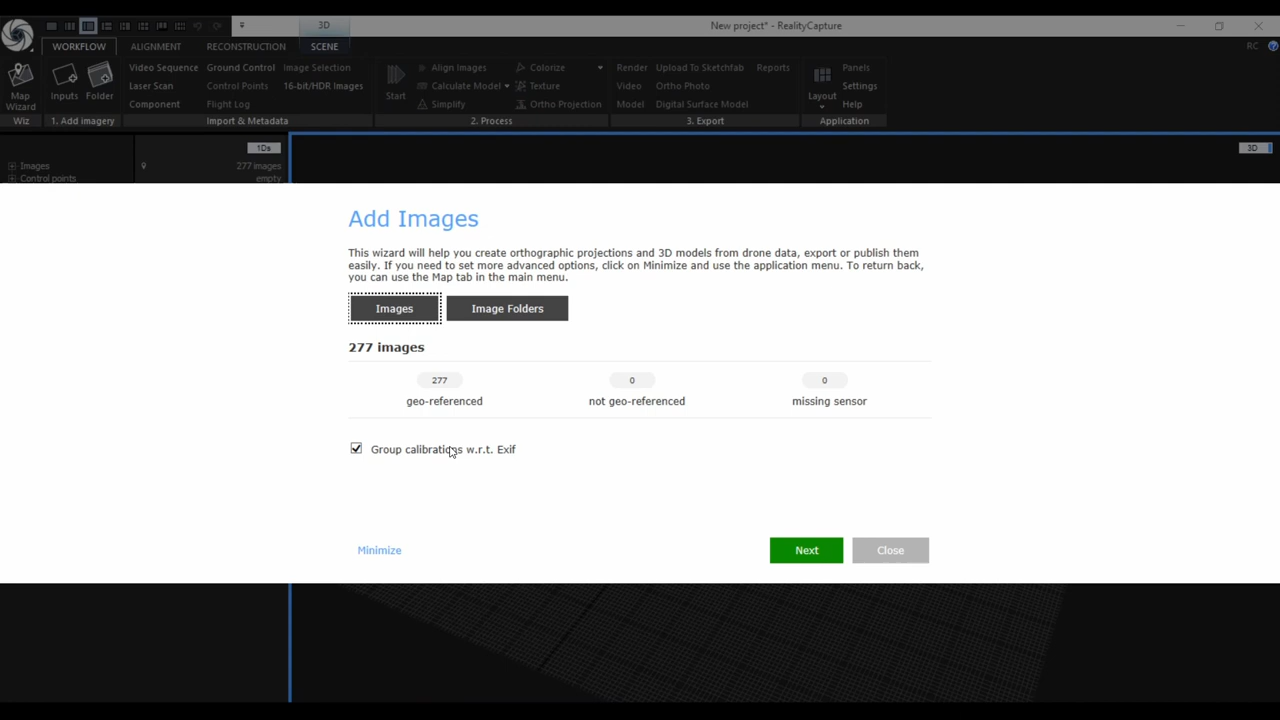 3D
New project* - RealityCapture
WORKFLOW
ALIGNMENT
RECONSTRUCTION
SCENE
RC
Map Wizard
Inputs
Folder
Video Sequence
Ground Control
Image Selection
Laser Scan
Control Points
16-bit/HDR Images
Component
Flight Log
Start
Align Images
Colorize
Calculate Model
Texture
Simplify
Ortho Projection
Render
Upload To Sketchfab
Reports
Video
Ortho Photo
Model
Digital Surface Model
Layout
Panels
Settings
Help
Wiz
1. Add imagery
Import & Metadata
2. Process
3. Export
Application
1Ds
3D
Images
277 images
Control points
empty
Add Images
This wizard will help you create orthographic projections and 3D models from drone data, export or publish them
easily. If you need to set more advanced options, click on Minimize and use the application menu. To return back,
you can use the Map tab in the main menu.
Images
Image Folders
277 images
277
0
0
geo-referenced
not geo-referenced
missing sensor
Group calibrations w.r.t. Exif
Minimize
Next
Close